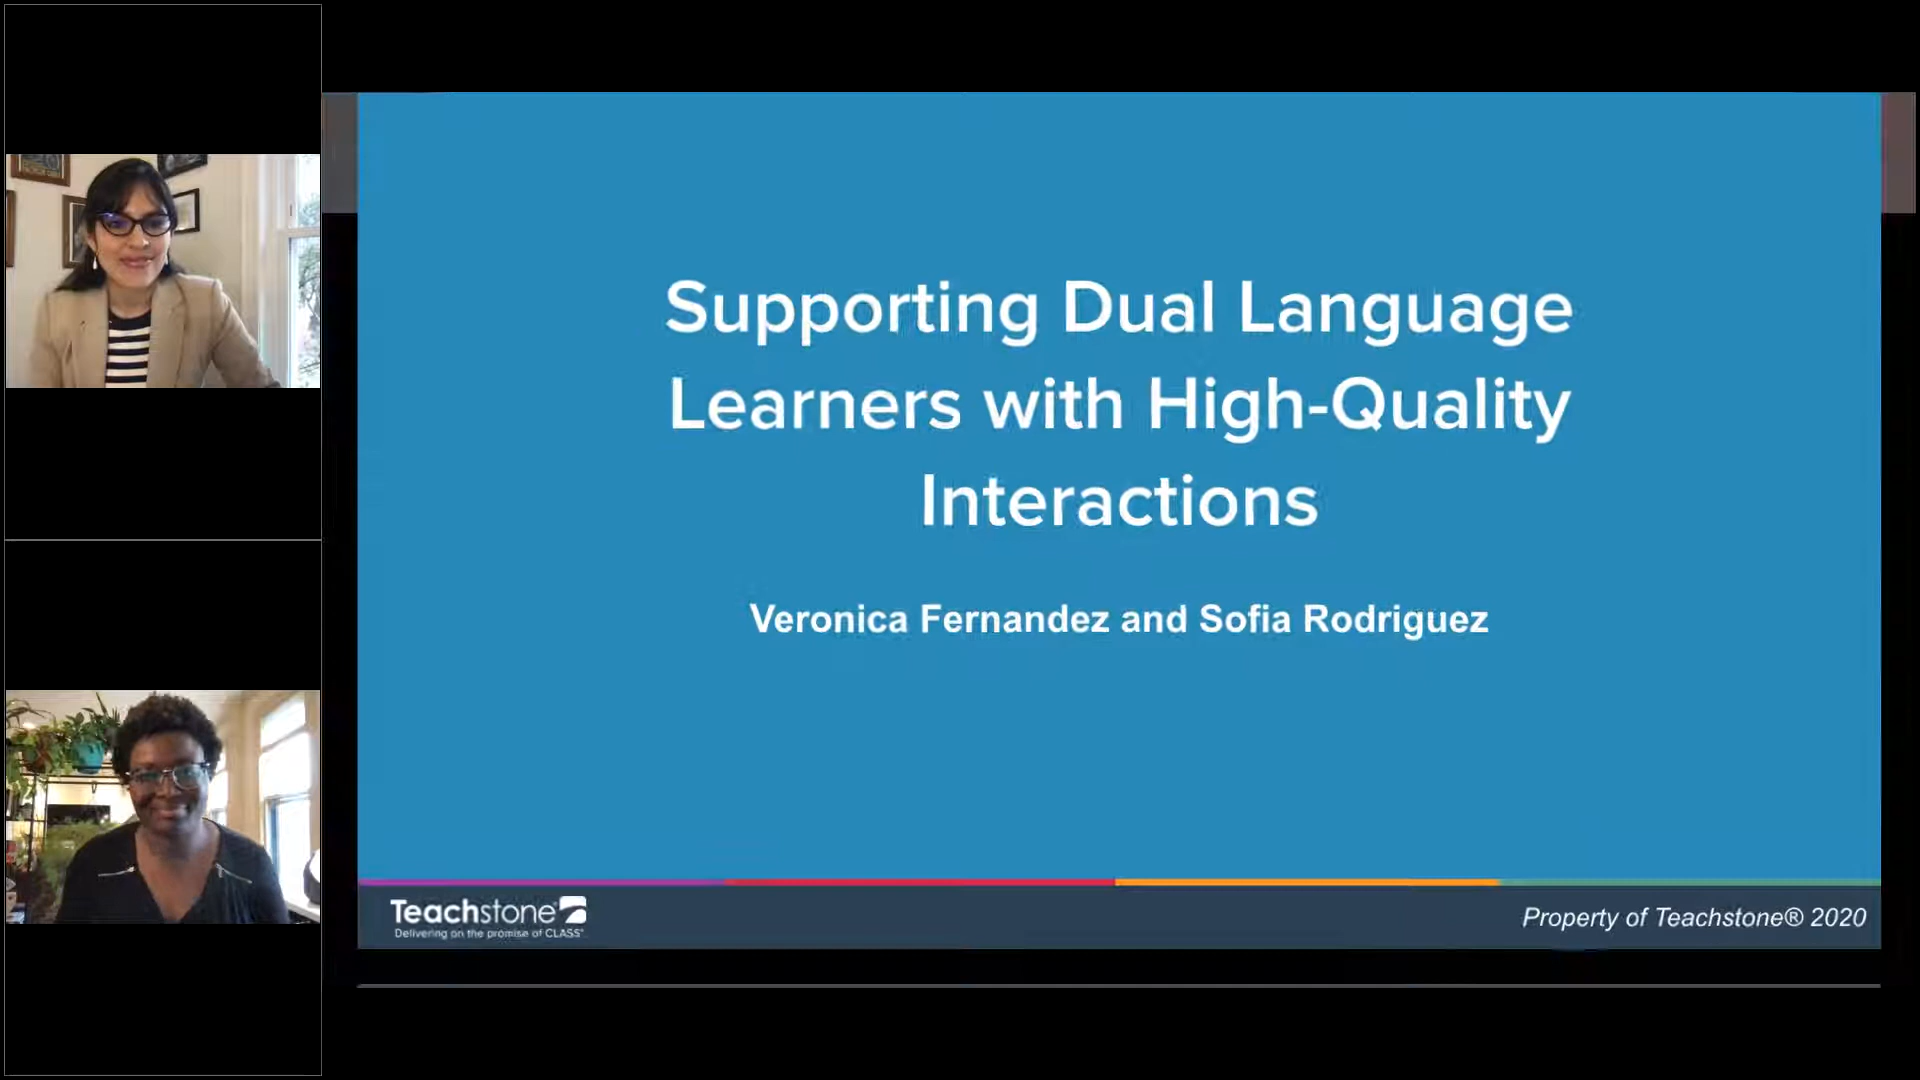 Supporting Dual Language
Learners with High-Quality
Interactions
Veronica Fernandez and Sofia Rodriguez
Teachstone®
Delivering on the promise of CLASS®
Property of Teachstone® 2020